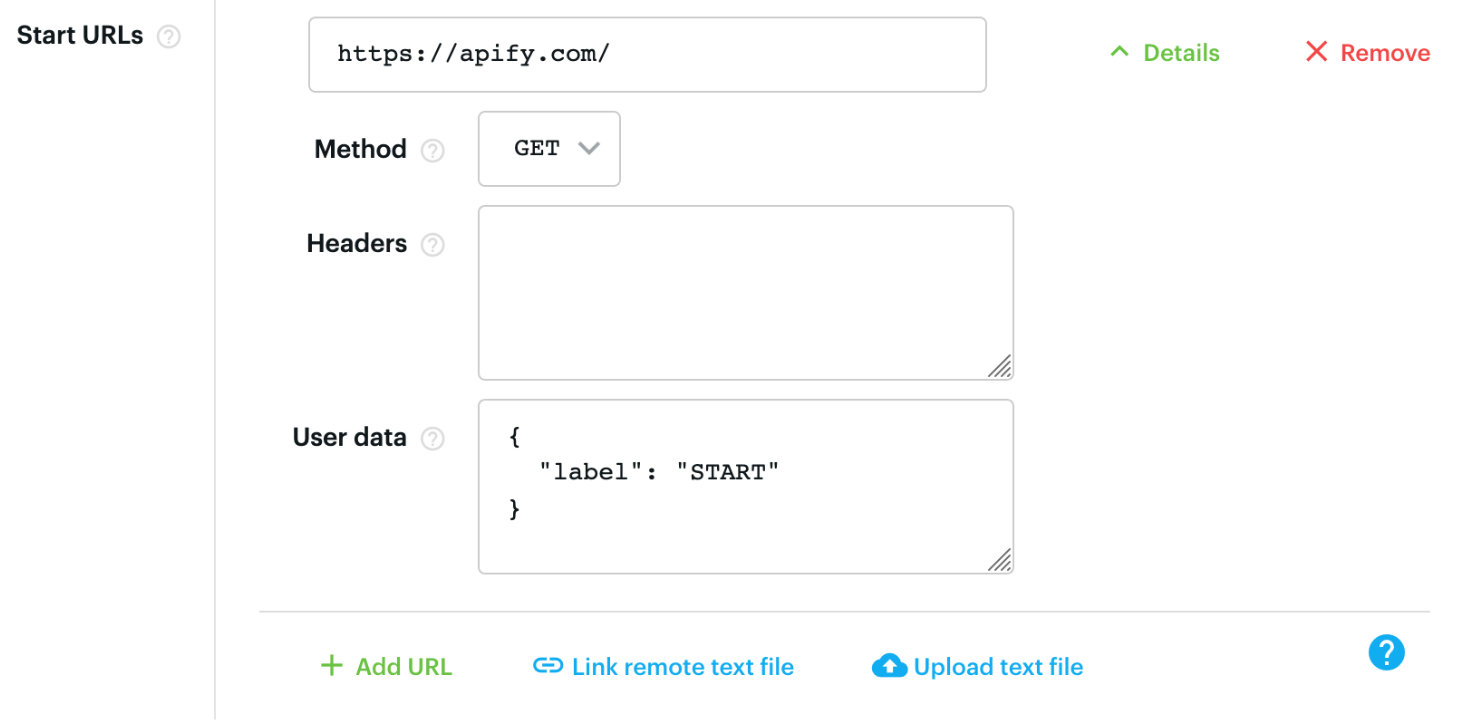 Start URLs ?
https://apify.com/
Details
Remove
Method ?
GET
Headers ?
User data ?
{
  "label": "START"
}
Add URL
Link remote text file
Upload text file
?